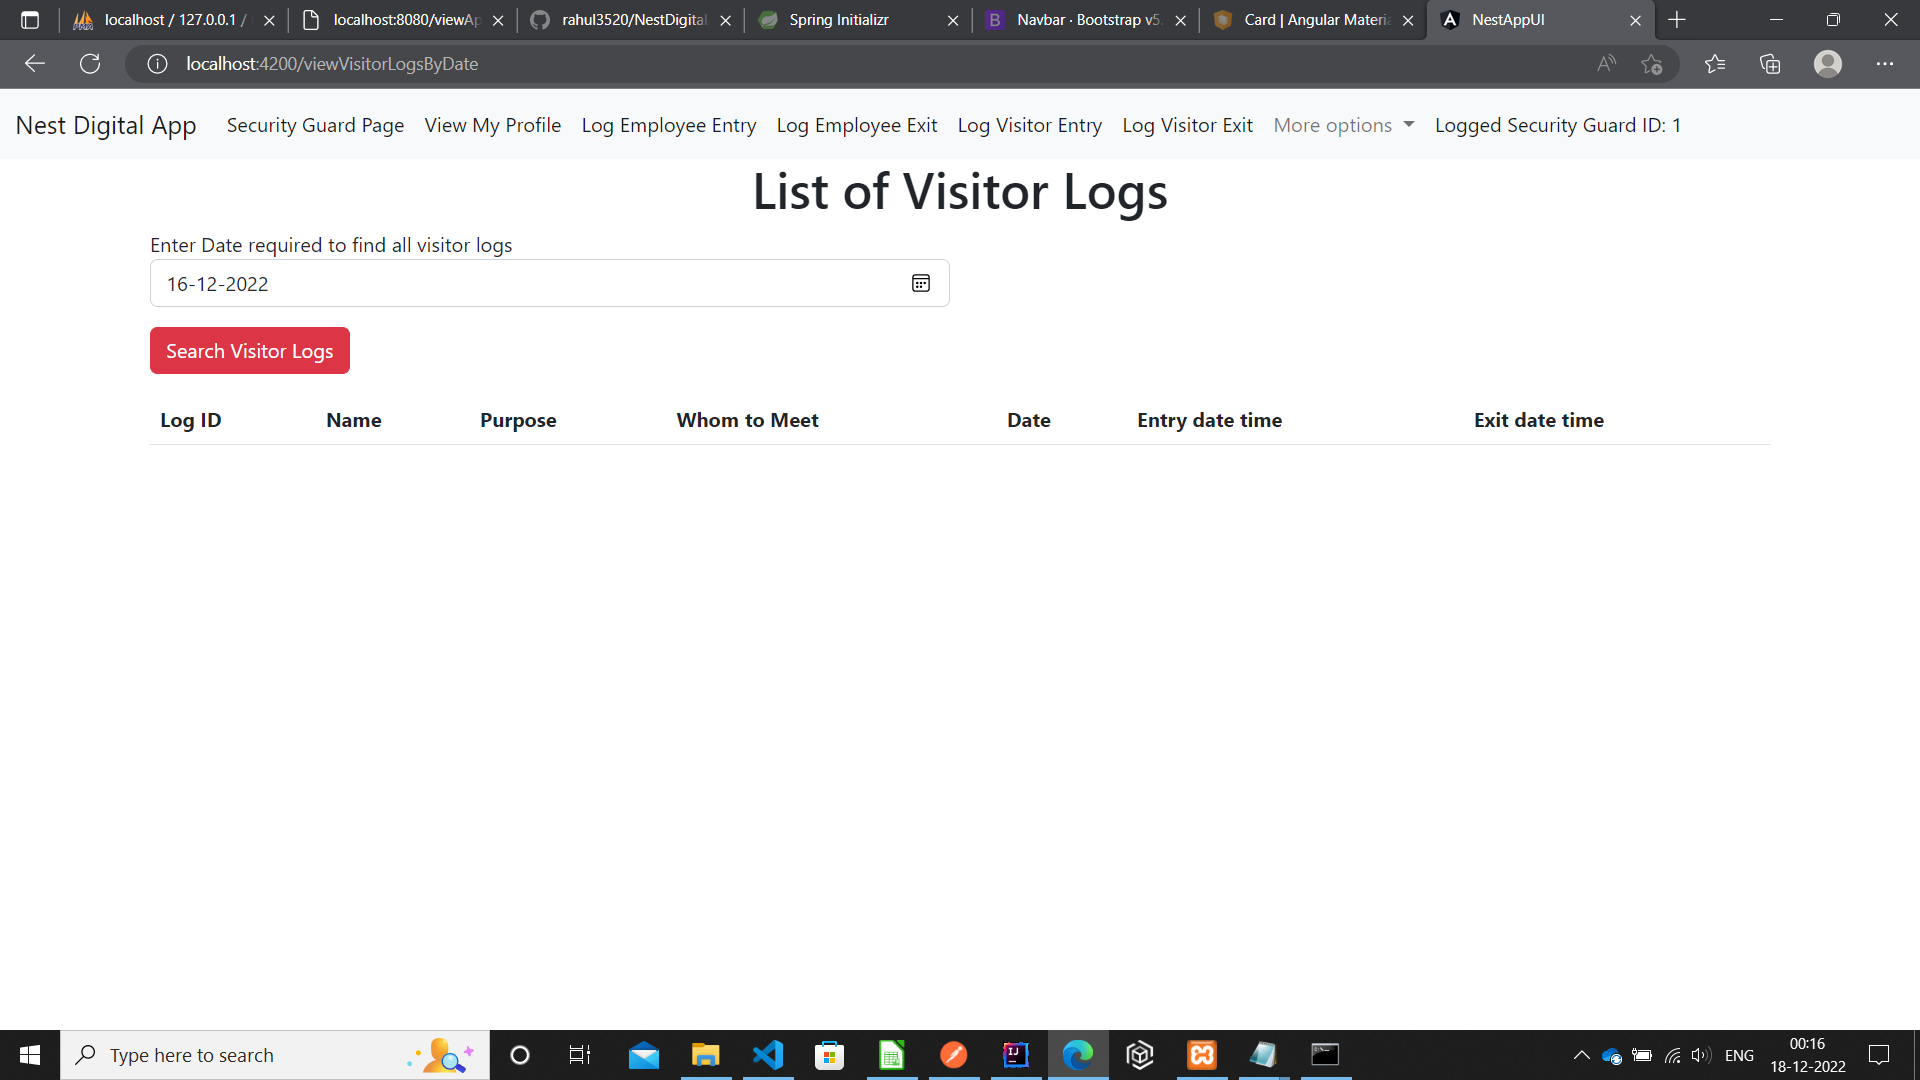 localhost / 127.0.0.1 /
localhost:8080/viewAp
rahul3520/NestDigital
Spring Initializr
Navbar · Bootstrap v5.
Card | Angular Materia
NestAppUI
localhost:4200/viewVisitorLogsByDate
Nest Digital App
Security Guard Page
View My Profile
Log Employee Entry
Log Employee Exit
Log Visitor Entry
Log Visitor Exit
More options
Logged Security Guard ID: 1
List of Visitor Logs
Enter Date required to find all visitor logs
16-12-2022
Search Visitor Logs
Log ID Name Purpose Whom to Meet Date Entry date time Exit date time
Type here to search
ENG
00:16
18-12-2022